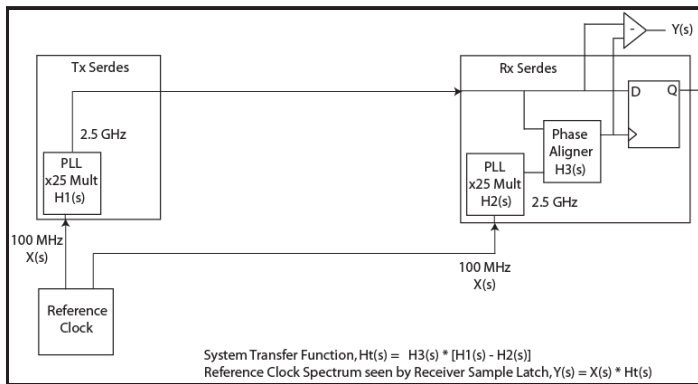 Y(s)
-
Tx Serdes
Rx Serdes
D
Q
2.5 GHz
Phase
Aligner
H3(s)
PLL
x25 Mult
H1(s)
PLL
x25 Mult
H2(s)
2.5 GHz
100 MHz
X(s)
100 MHz
X(s)
Reference
Clock
System Transfer Function, Ht(s) = H3(s) * [H1(s) - H2(s)]
Reference Clock Spectrum seen by Receiver Sample Latch, Y(s) = X(s) * Ht(s)